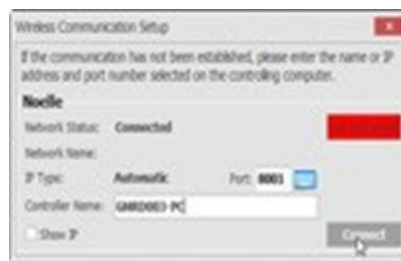 Wireless Communication Setup
If the communication has not been established, please enter the name or IP
address and port number selected on the controlling computer.
Noelle
Network Status: Connected
Network Name:
IP Type: Automatic Port: 8001
Controller Name: GMRD003-PC
Show IP Connect